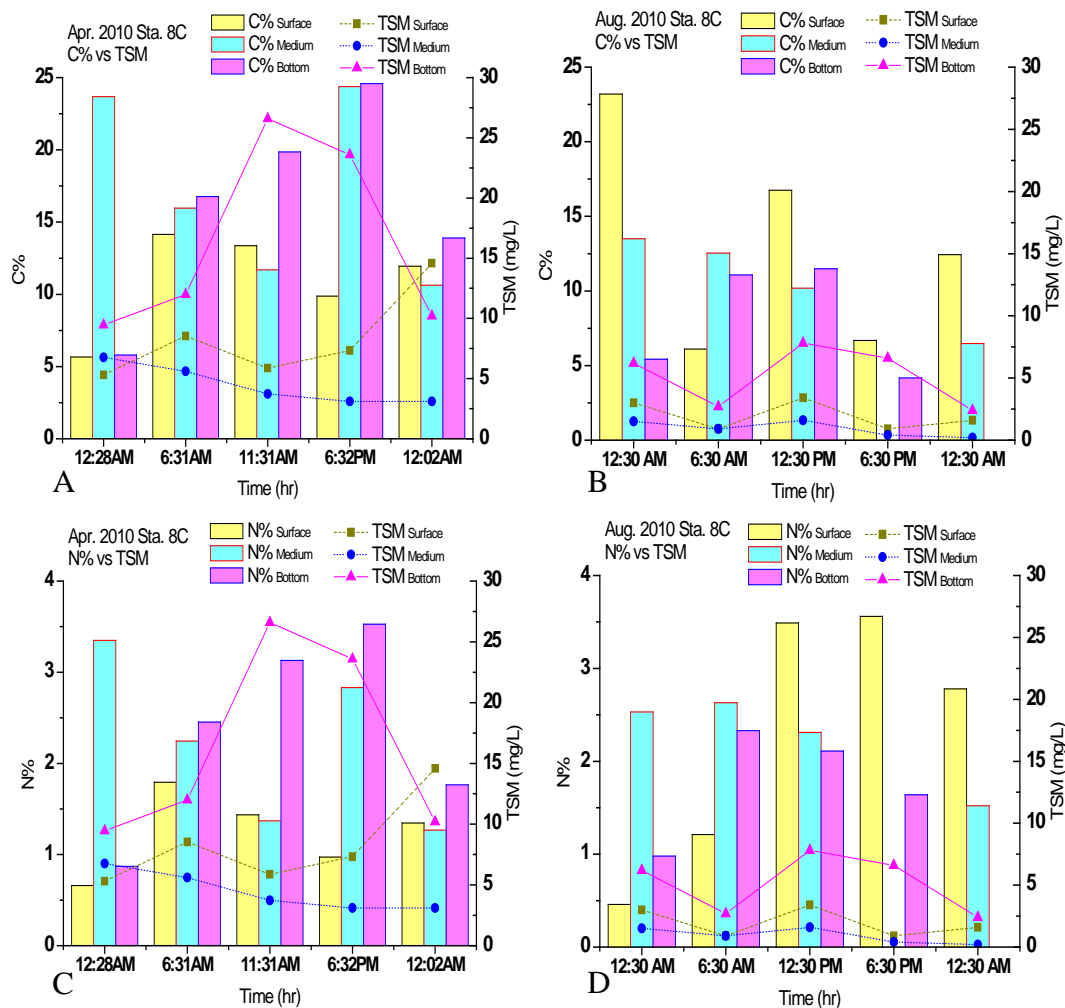 Apr. 2010 Sta. 8C
C% vs TSM
C% Surface
C% Medium
C% Bottom
TSM Surface
TSM Medium
TSM Bottom
25
20
15
10
5
0
C%
30
25
20
15
10
5
0
TSM (mg/L)
12:28AM 6:31AM 11:31AM 6:32PM 12:02AM
A
Time (hr)
Aug. 2010 Sta. 8C
C% vs TSM
C% Surface
C% Medium
C% Bottom
TSM Surface
TSM Medium
TSM Bottom
25
20
15
10
5
0
C%
30
25
20
15
10
5
0
TSM (mg/L)
12:30 AM 6:30 AM 12:30 PM 6:30 PM 12:30 AM
B
Time (hr)
Apr. 2010 Sta. 8C
N% vs TSM
N% Surface
N% Medium
N% Bottom
TSM Surface
TSM Medium
TSM Bottom
4
3
2
1
0
N%
30
25
20
15
10
5
0
TSM (mg/L)
12:28AM 6:31AM 11:31AM 6:32PM 12:02AM
C
Time (hr)
Aug. 2010 Sta. 8C
N% vs TSM
N% Surface
N% Medium
N% Bottom
TSM Surface
TSM Medium
TSM Bottom
4
3
2
1
0
N%
30
25
20
15
10
5
0
TSM (mg/L)
12:30 AM 6:30 AM 12:30 PM 6:30 PM 12:30 AM
D
Time (hr)